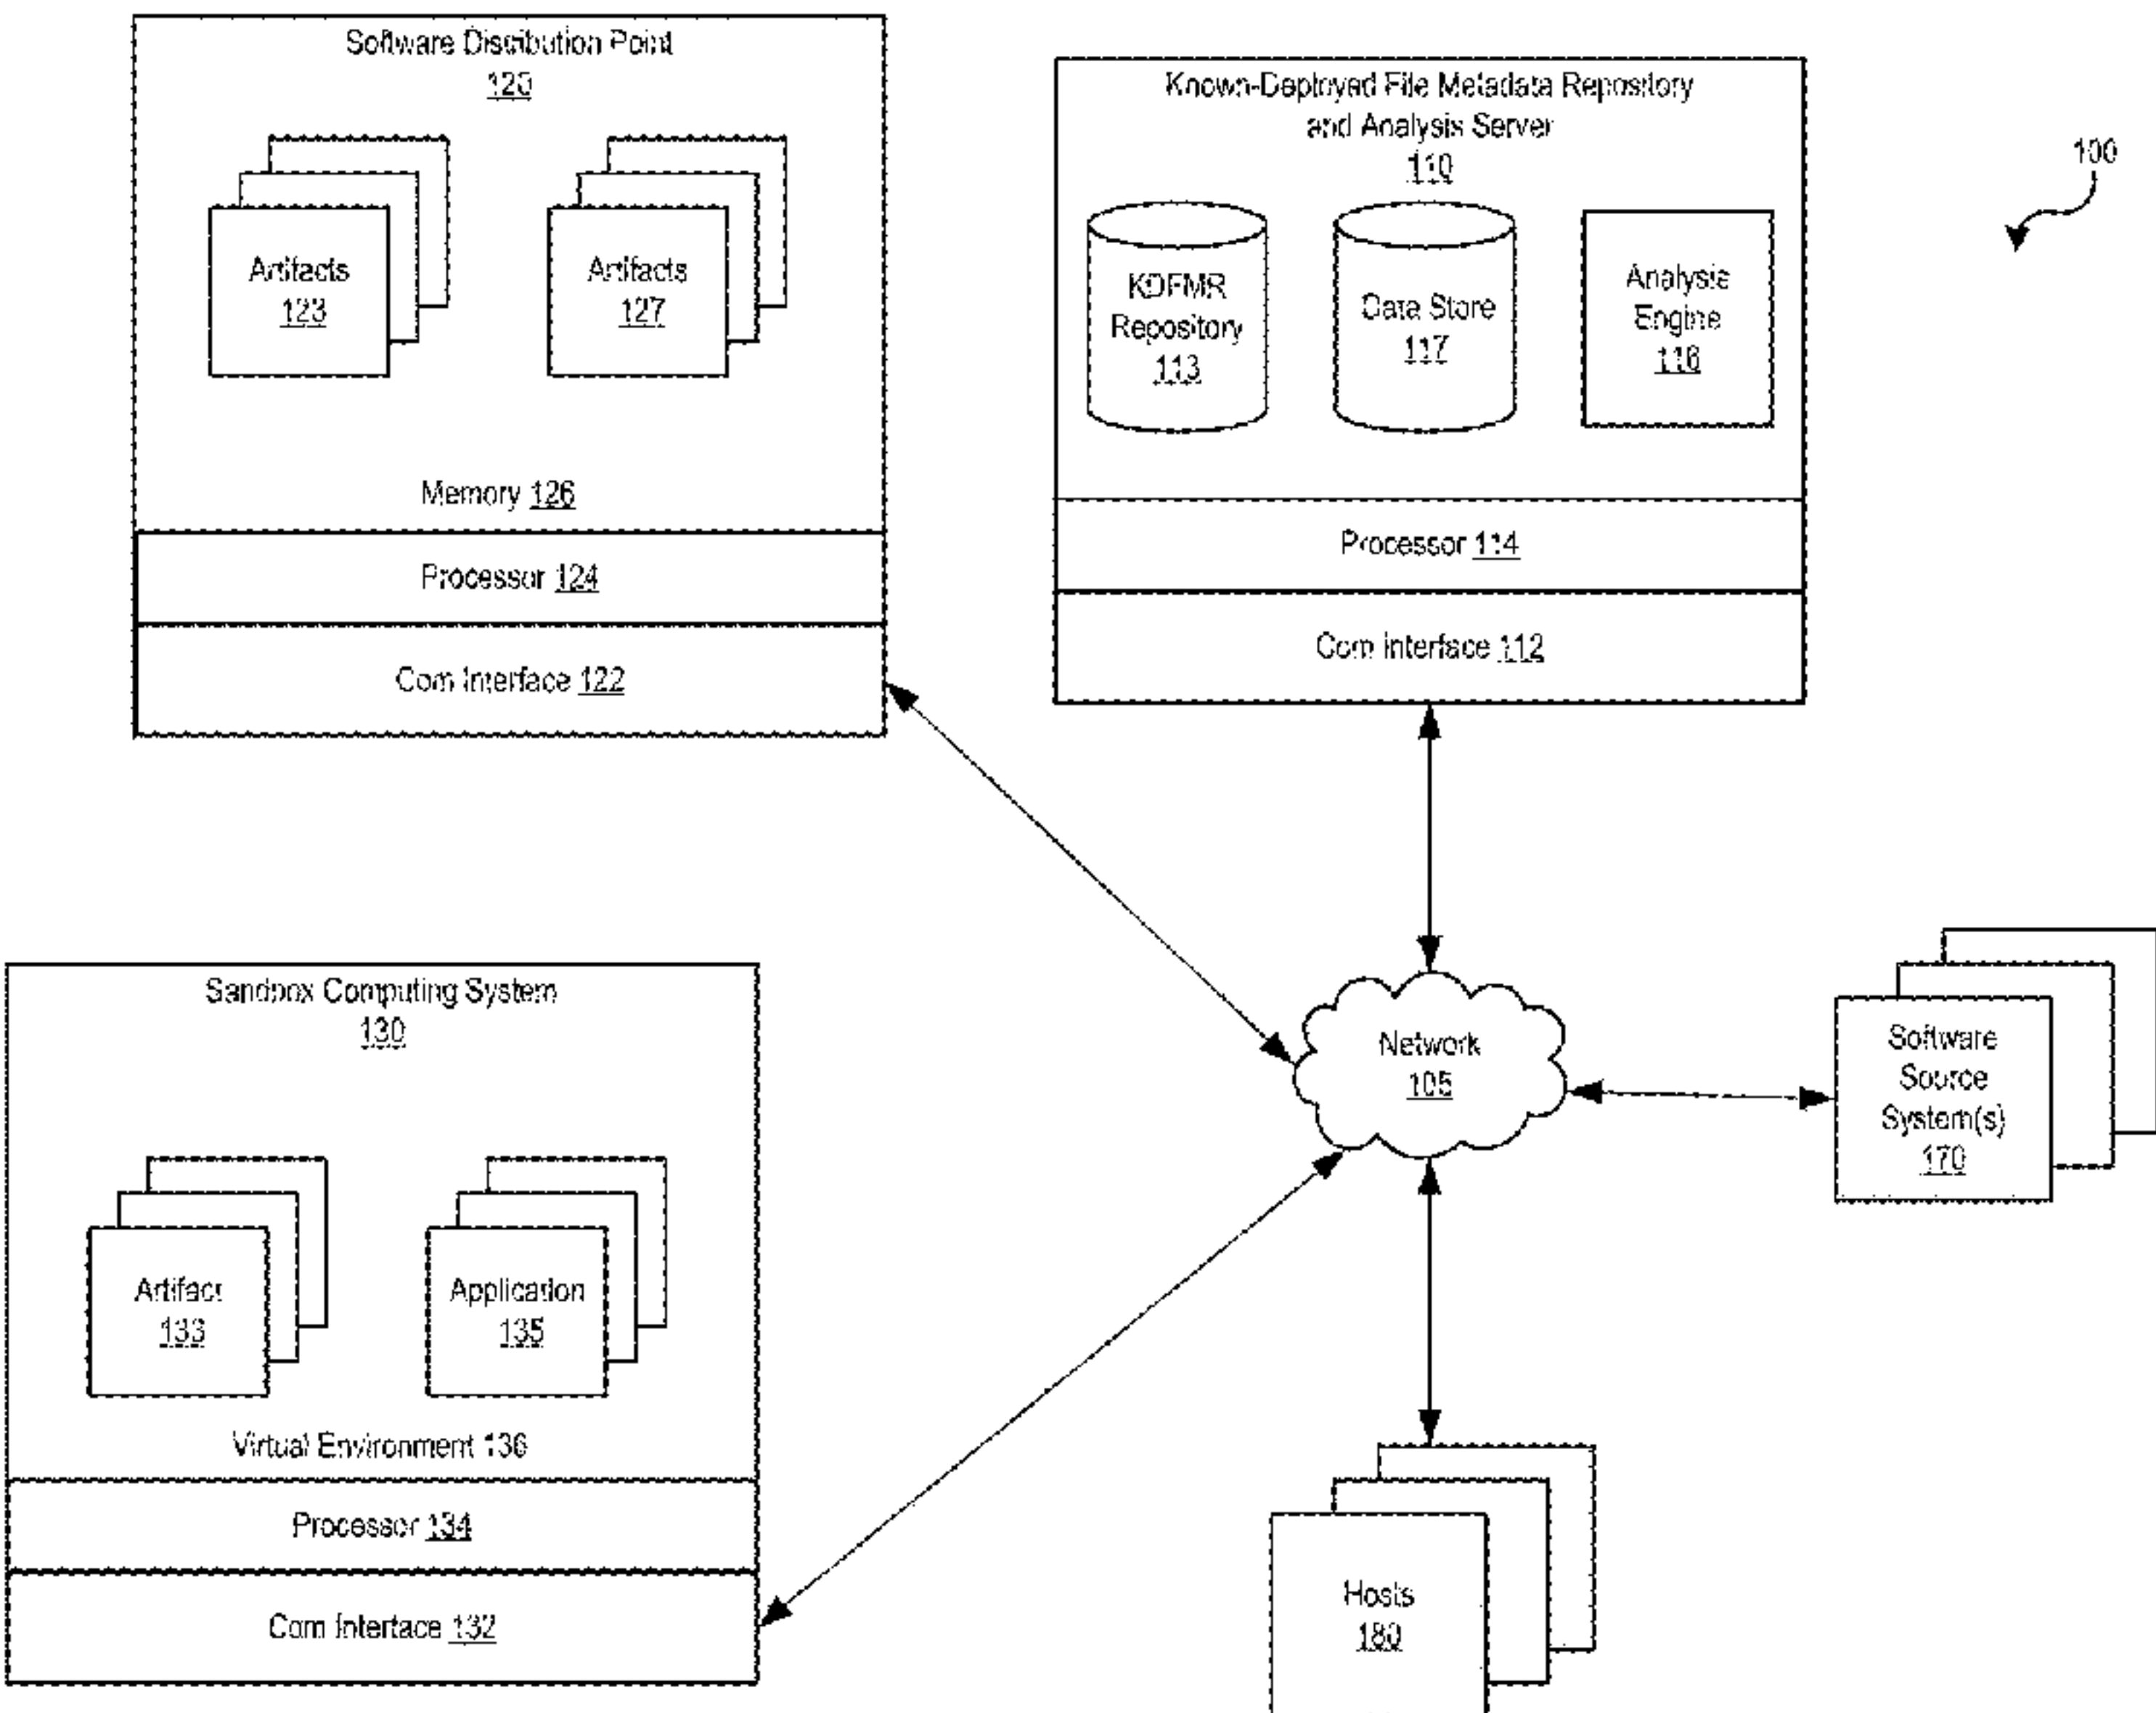 Software Distribution Point
120
Artifacts
123
Artifacts
127
Memory 126
Processor 124
Com Interface 122
Known-Deployed File Metadata Repository
and Analysis Server
110
KDFMR
Repository
113
Data Store
117
Analysis
Engine
116
Processor 114
Com Interface 112
100
Sandbox Computing System
130
Artifact
133
Application
135
Virtual Environment 136
Processor 134
Com Interface 132
Network
105
Software
Source
System(s)
170
Hosts
180